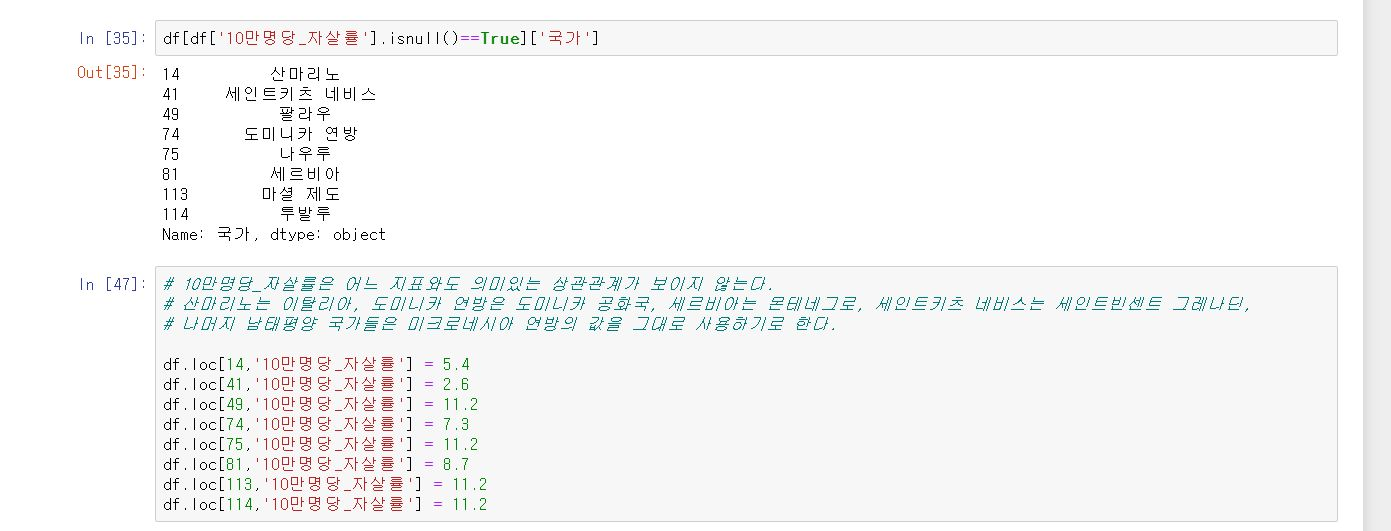 In [35]: df[df['10만명당_자살률'].isnull()==True]['국가']
Out[35]: 14 산마리노
41 세인트키츠 네비스
49 팔라우
74 도미니카 연방
75 나우루
81 세르비아
113 마셜 제도
114 투발루
Name: 국가, dtype: object
In [47]: # 10만명당_자살률은 어느 지표와도 의미있는 상관관계가 보이지 않는다.
# 산마리노는 이탈리아, 도미니카 연방은 도미니카 공화국, 세르비아는 몬테네그로, 세인트키츠 네비스는 세인트빈센트 그레나딘,
# 나머지 남태평양 국가들은 미크로네시아 연방의 값을 그대로 사용하기로 한다.
df.loc[14,'10만명당_자살률'] = 5.4
df.loc[41,'10만명당_자살률'] = 2.6
df.loc[49,'10만명당_자살률'] = 11.2
df.loc[74,'10만명당_자살률'] = 7.3
df.loc[75,'10만명당_자살률'] = 11.2
df.loc[81,'10만명당_자살률'] = 8.7
df.loc[113,'10만명당_자살률'] = 11.2
df.loc[114,'10만명당_자살률'] = 11.2